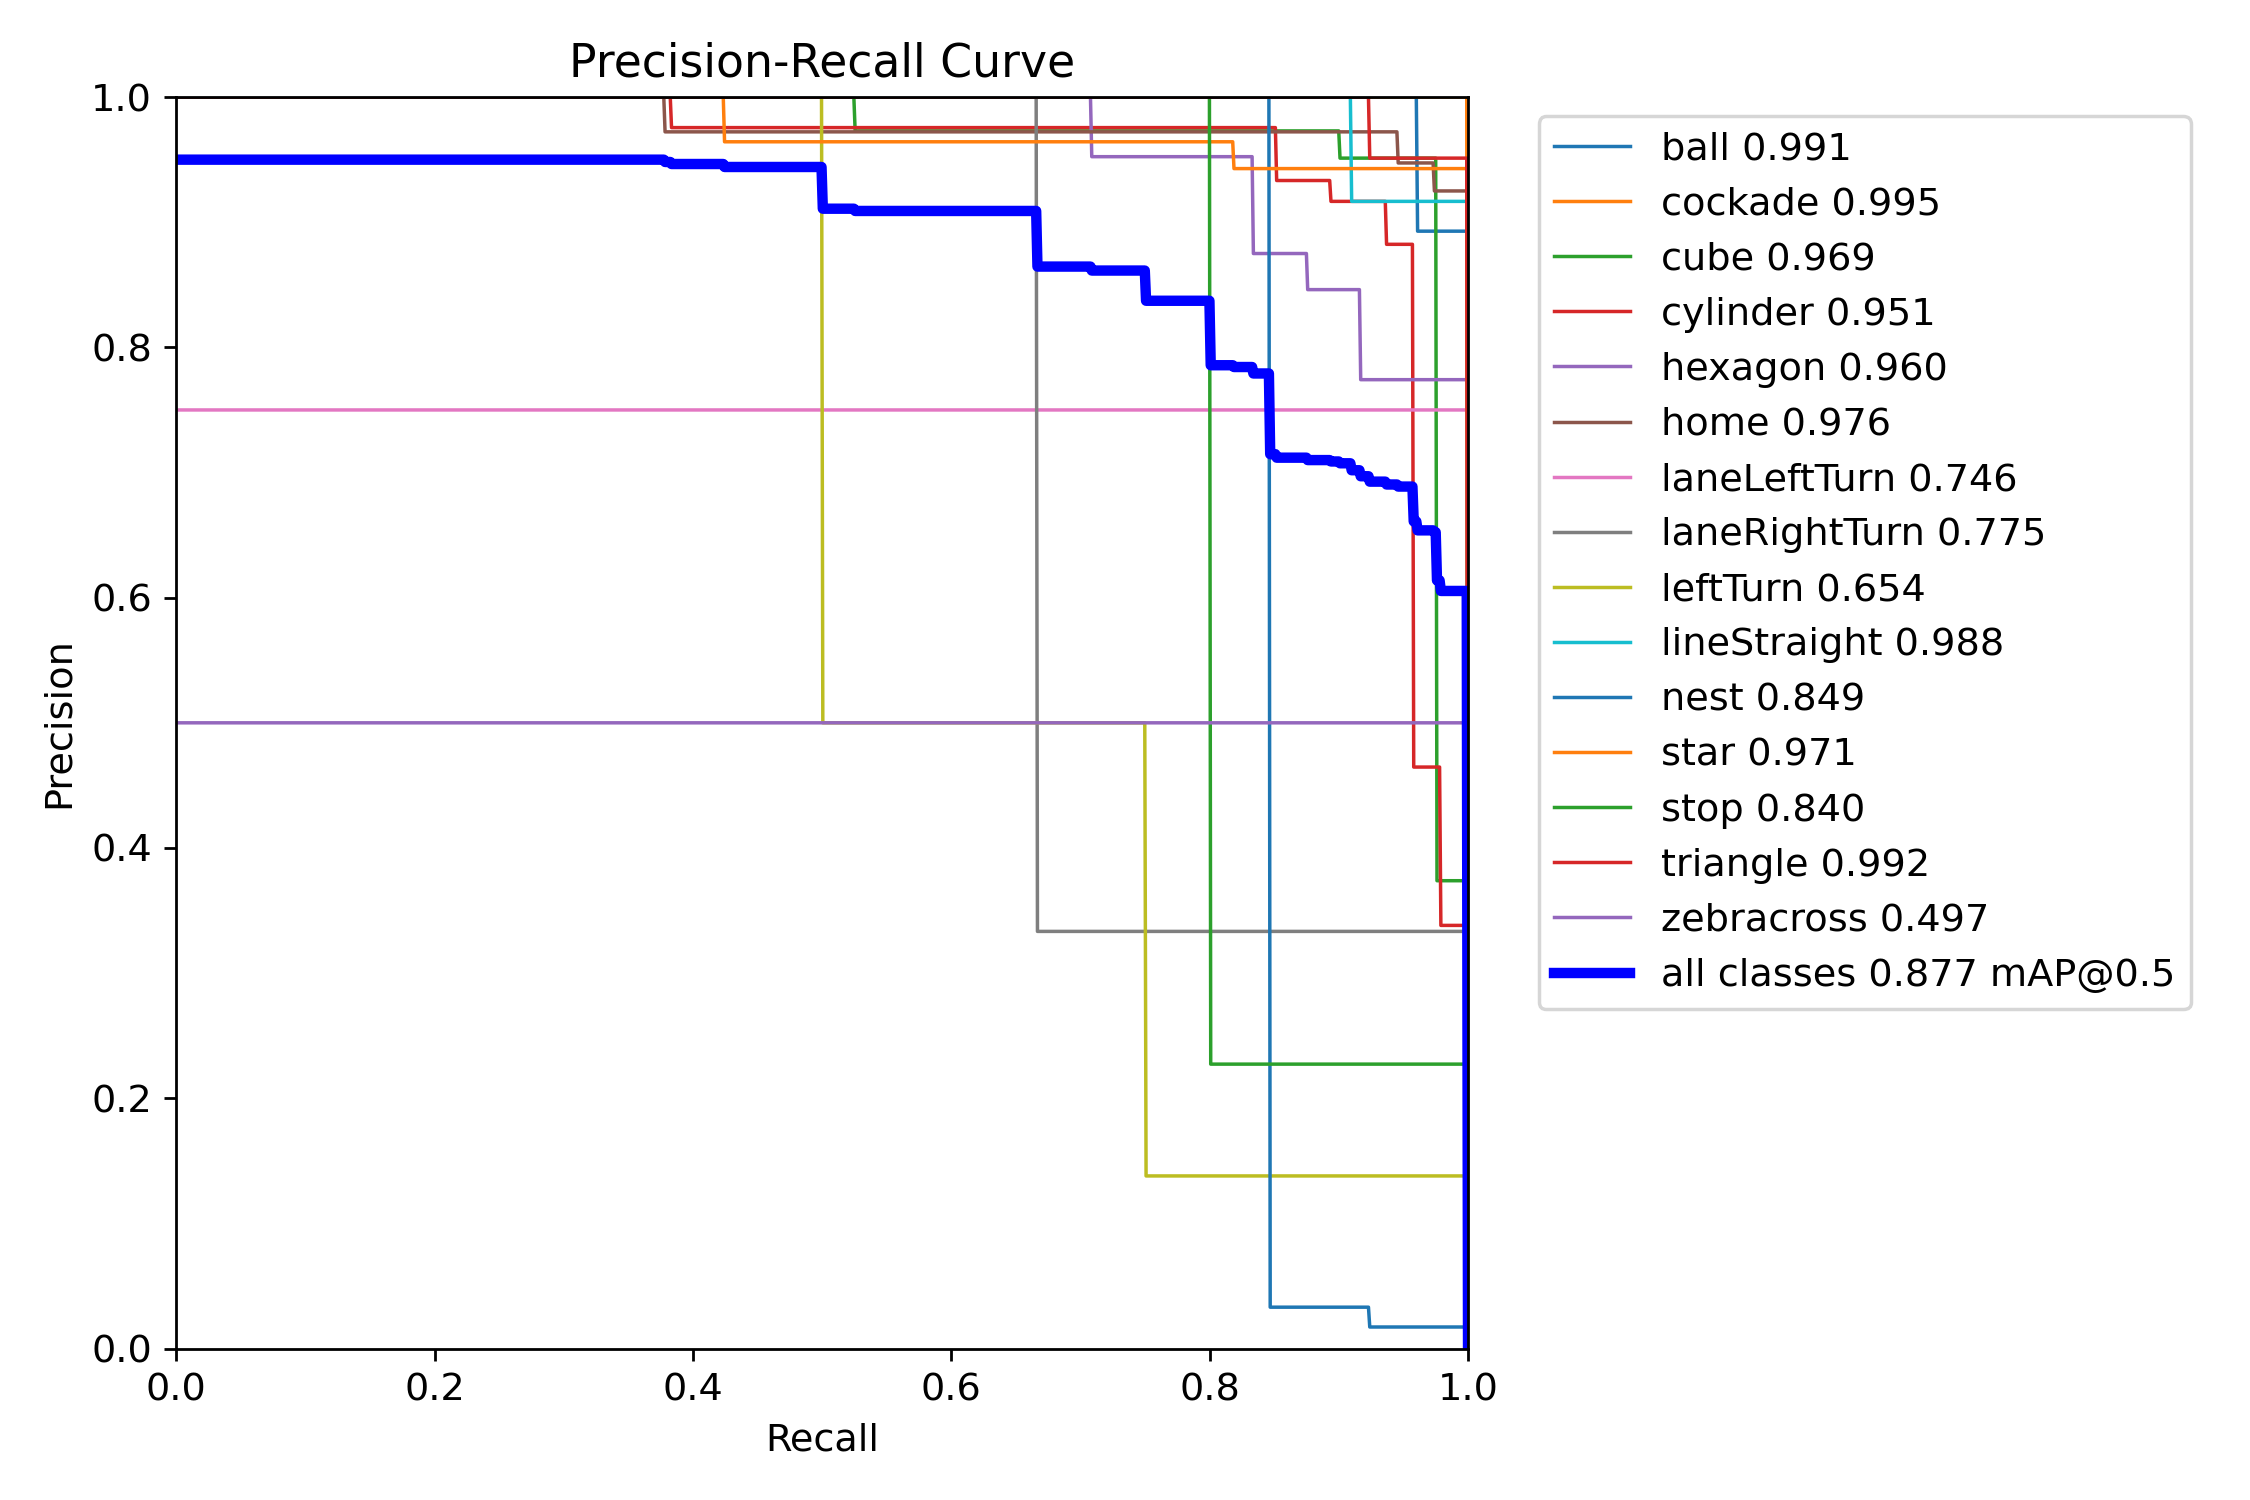 Precision-Recall Curve
1.0
0.8
0.6
0.4
0.2
0.0
Precision
0.0 0.2 0.4 0.6 0.8 1.0
Recall
ball 0.991
cockade 0.995
cube 0.969
cylinder 0.951
hexagon 0.960
home 0.976
laneLeftTurn 0.746
laneRightTurn 0.775
leftTurn 0.654
lineStraight 0.988
nest 0.849
star 0.971
stop 0.840
triangle 0.992
zebracross 0.497
all classes 0.877 mAP@0.5